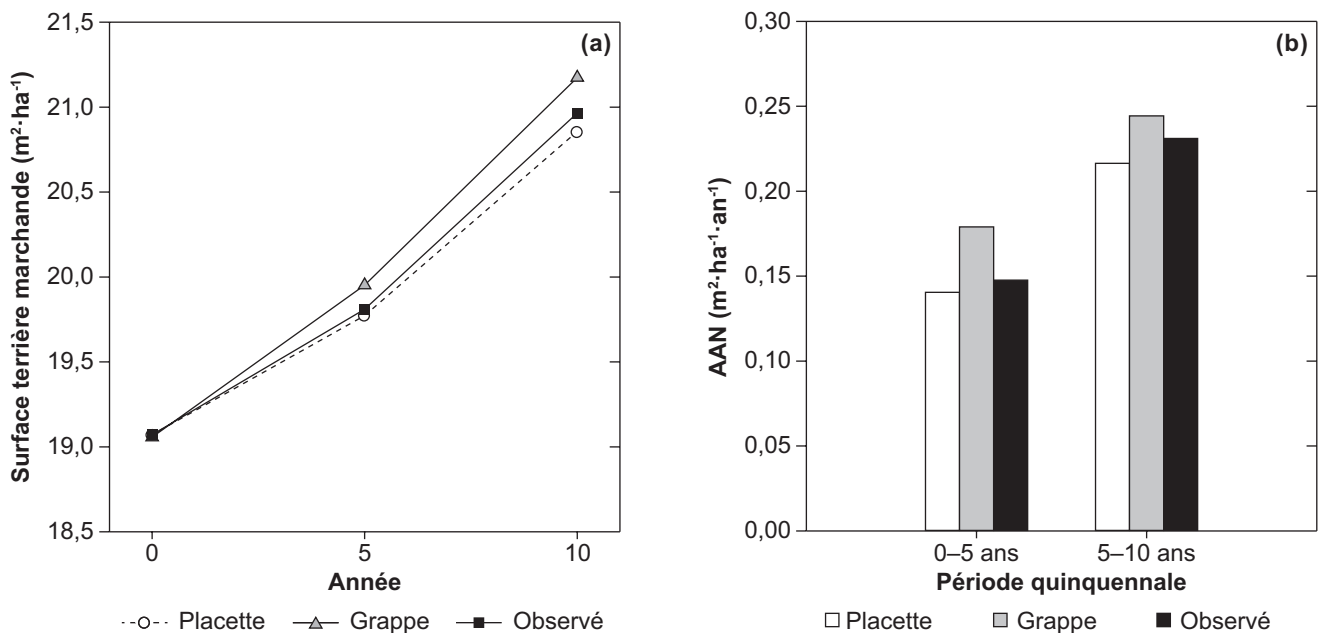 21,5
(a)
21,0
20,5
20,0
19,5
19,0
18,5
Surface terrière marchande (m²·ha⁻¹)
0
5
10
Année
Placette
Grappe
Observé
0,30
(b)
0,25
0,20
0,15
0,10
0,05
0,00
AAN (m²·ha⁻¹·an⁻¹)
0–5 ans
5–10 ans
Période quinquennale
Placette
Grappe
Observé